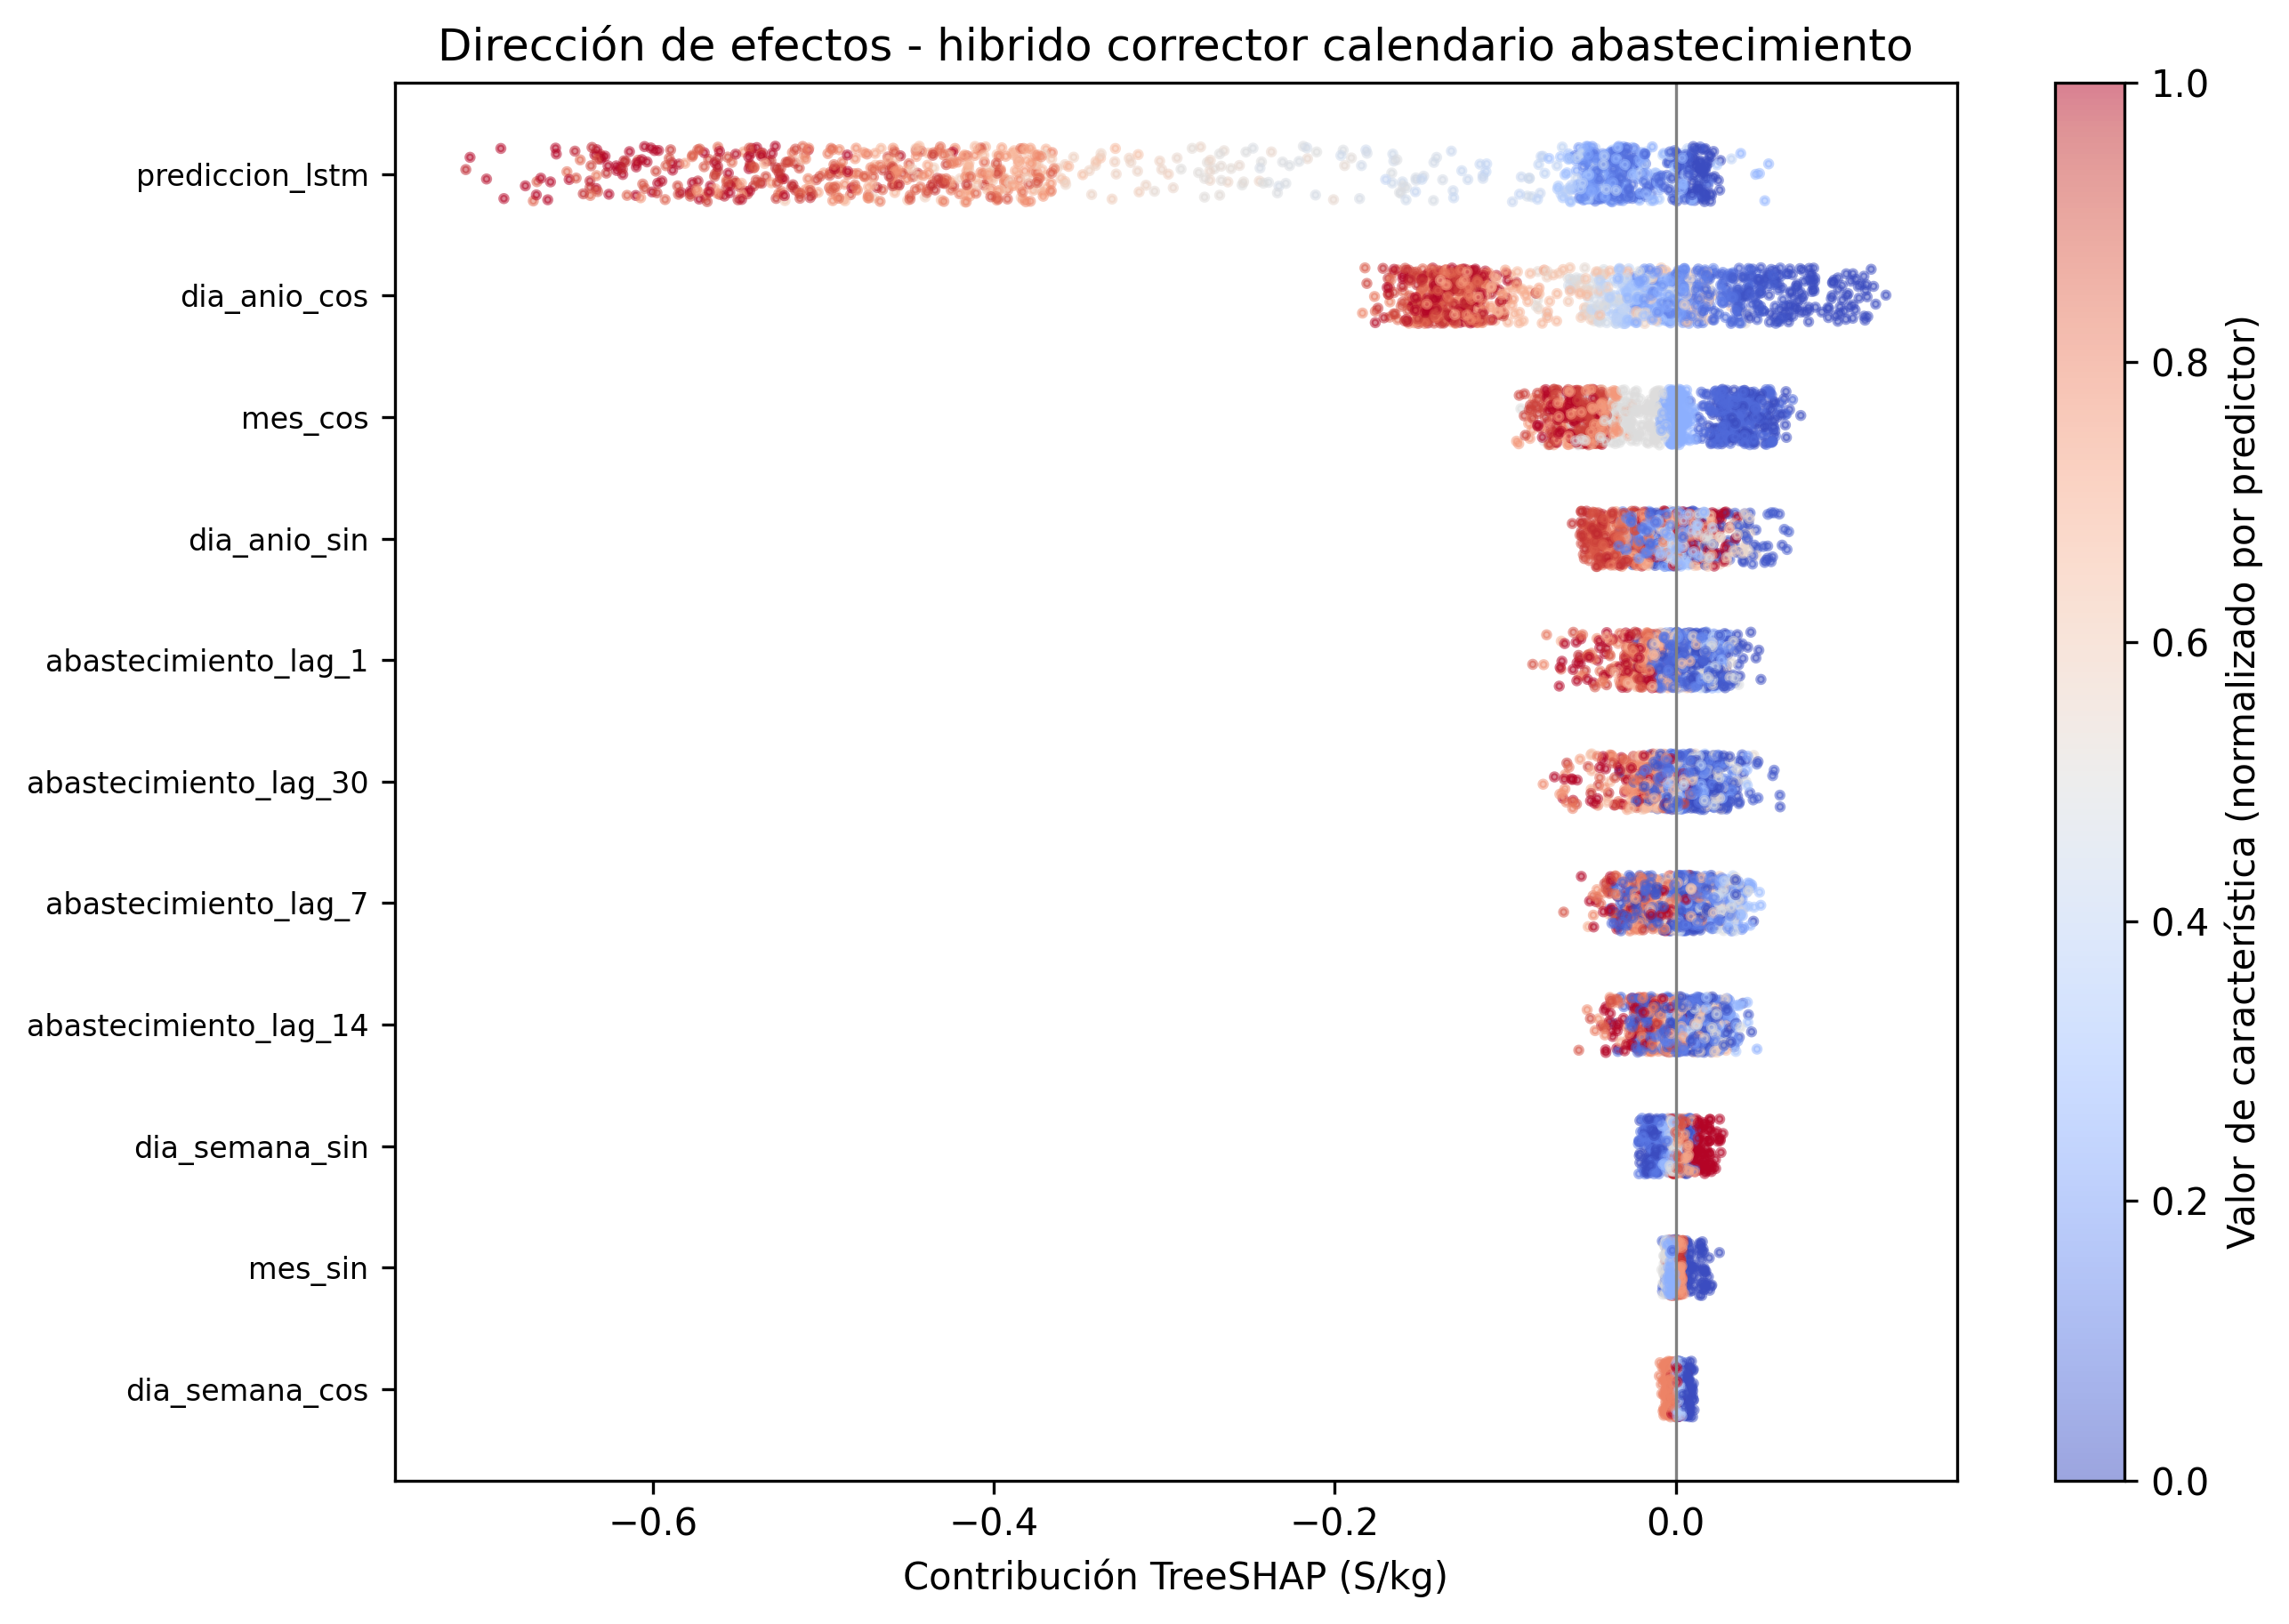 Dirección de efectos - hibrido corrector calendario abastecimiento
prediccion_lstm
dia_anio_cos
mes_cos
dia_anio_sin
abastecimiento_lag_1
abastecimiento_lag_30
abastecimiento_lag_7
abastecimiento_lag_14
dia_semana_sin
mes_sin
dia_semana_cos
−0.6
−0.4
−0.2
0.0
Contribución TreeSHAP (S/kg)
1.0
0.8
0.6
0.4
0.2
0.0
Valor de característica (normalizado por predictor)